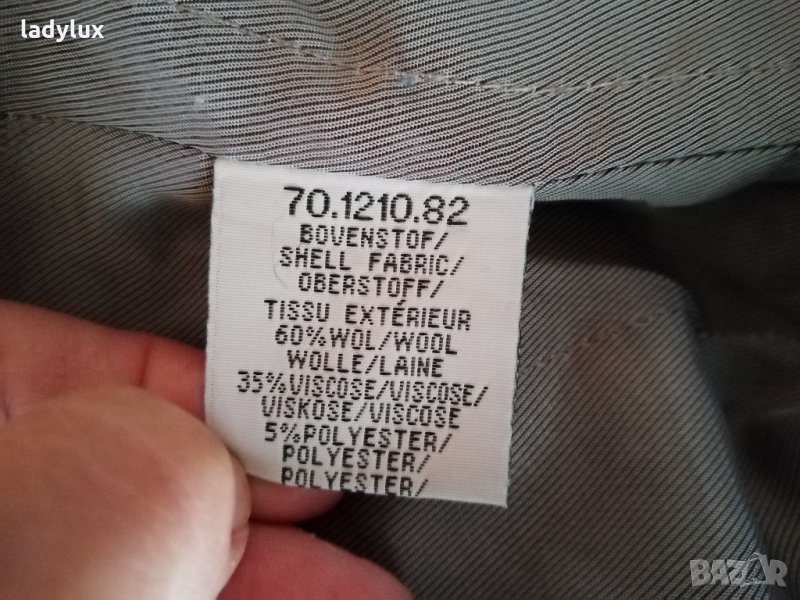 ladylux
70.1210.82
BOVENSTOF/
SHELL FABRIC/
OBERSTOFF/
TISSU EXTÉRIEUR
60%WOL/WOOL
WOLLE/LAINE
35%VISCOSE/VISCOSE/
VISKOSE/VISCOSE
5%POLYESTER/
POLYESTER/
POLYESTER/
BAZAR